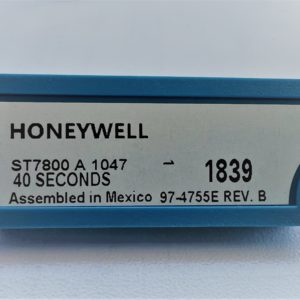 HONEYWELL
ST7800 A 1047 1839
40 SECONDS
Assembled in Mexico 97-4755E REV. B